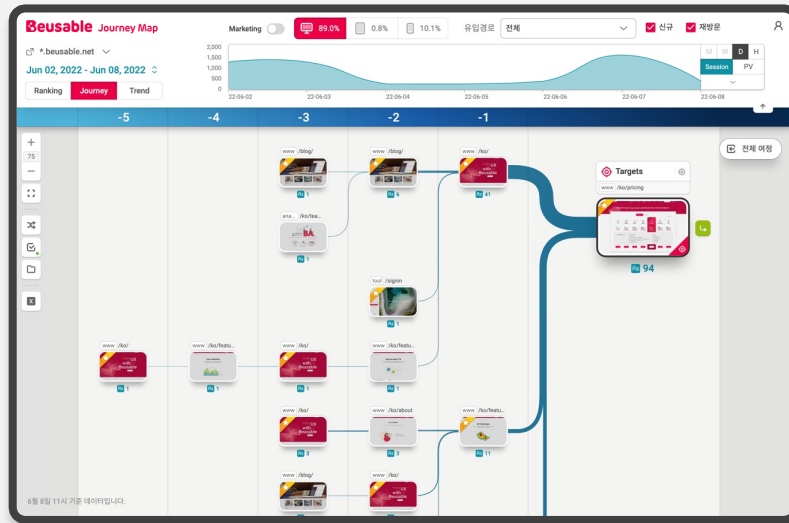 Beusable Journey Map
Marketing 89.0% 0.8% 10.1% 유입경로 전체 신규 재방문
*.beusable.net
Jun 02, 2022 - Jun 08, 2022
Ranking Journey Trend
2,000
1,500
1,000
500
0
22-06-02 22-06-03 22-06-04 22-06-05 22-06-06 22-06-07 22-06-08
M W D H
Session PV
-5 -4 -3 -2 -1
75
전체 여정
www /blog/ www /blog/ www /ko/
1 6 41
Targets
www /ko/pricing
94
ana... /ko/tea...
BA
1
tool /signin
1
www /ko/ www /ko/featu... www /ko/ www /ko/featu...
UX with Beusable
1 1 1 1
www /ko/ www /ko/about www /ko/featu...
3 3 11
www /blog/ www /ko/
X
6월 8일 11시 기준 데이터입니다.